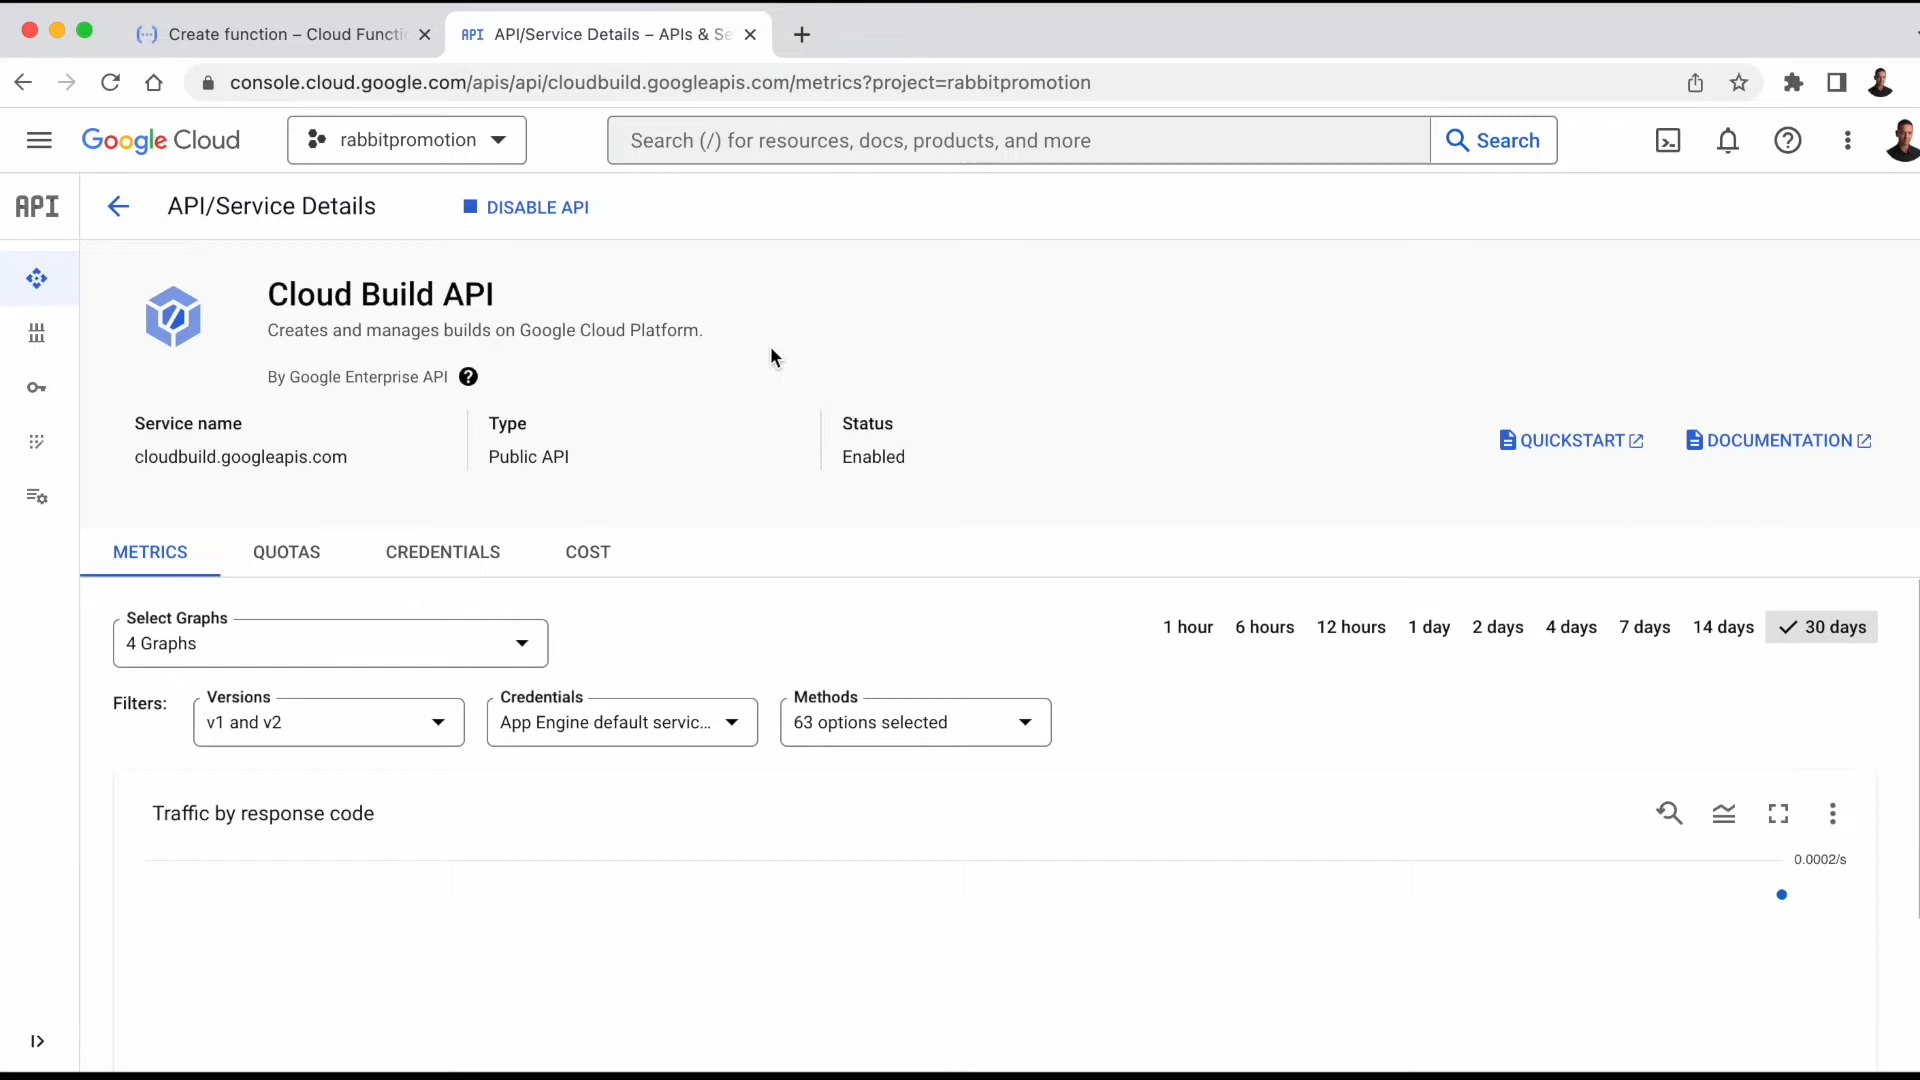 Create function – Cloud Functi
API API/Service Details – APIs & Se
console.cloud.google.com/apis/api/cloudbuild.googleapis.com/metrics?project=rabbitpromotion
Google Cloud
rabbitpromotion
Search (/) for resources, docs, products, and more
Search
API
API/Service Details
DISABLE API
Cloud Build API
Creates and manages builds on Google Cloud Platform.
By Google Enterprise API
Service name
Type
Status
cloudbuild.googleapis.com
Public API
Enabled
QUICKSTART
DOCUMENTATION
METRICS
QUOTAS
CREDENTIALS
COST
Select Graphs
4 Graphs
1 hour
6 hours
12 hours
1 day
2 days
4 days
7 days
14 days
30 days
Filters:
Versions
v1 and v2
Credentials
App Engine default servic...
Methods
63 options selected
Traffic by response code
0.0002/s